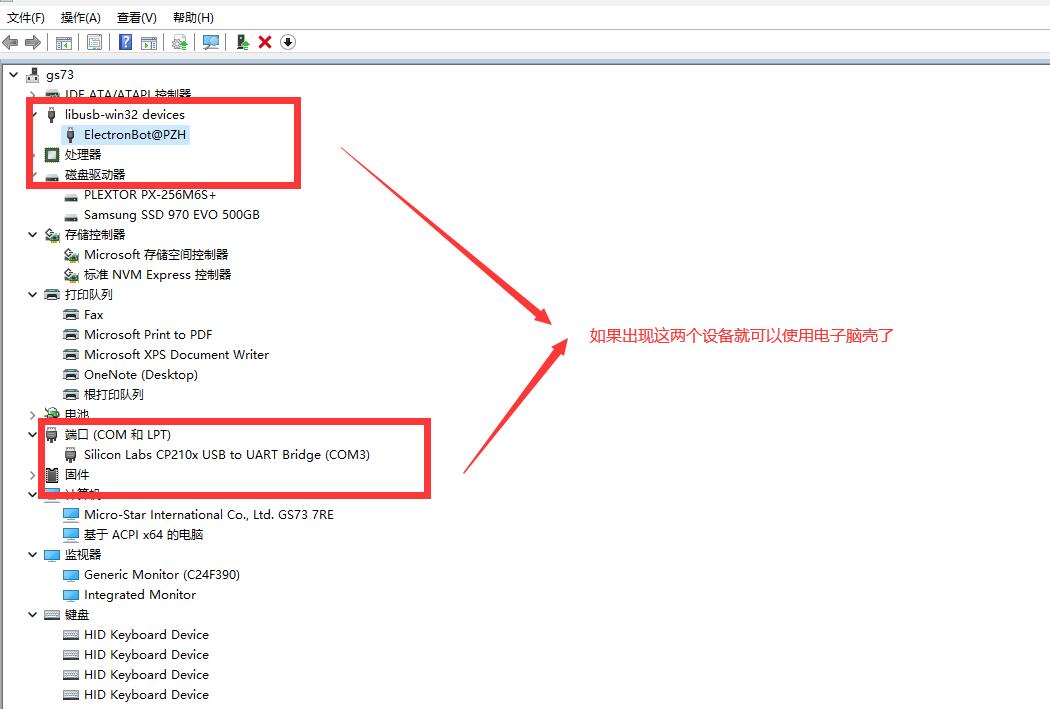 文件(F) 操作(A) 查看(V) 帮助(H)
gs73
IDE ATA/ATAPI 控制器
libusb-win32 devices
ElectronBot@PZH
处理器
磁盘驱动器
PLEXTOR PX-256M6S+
Samsung SSD 970 EVO 500GB
存储控制器
Microsoft 存储空间控制器
标准 NVM Express 控制器
打印队列
Fax
Microsoft Print to PDF
如果出现这两个设备就可以使用电子脑壳了
Microsoft XPS Document Writer
OneNote (Desktop)
根打印队列
电池
端口 (COM 和 LPT)
Silicon Labs CP210x USB to UART Bridge (COM3)
固件
计算机
Micro-Star International Co., Ltd. GS73 7RE
基于 ACPI x64 的电脑
监视器
Generic Monitor (C24F390)
Integrated Monitor
键盘
HID Keyboard Device
HID Keyboard Device
HID Keyboard Device
HID Keyboard Device